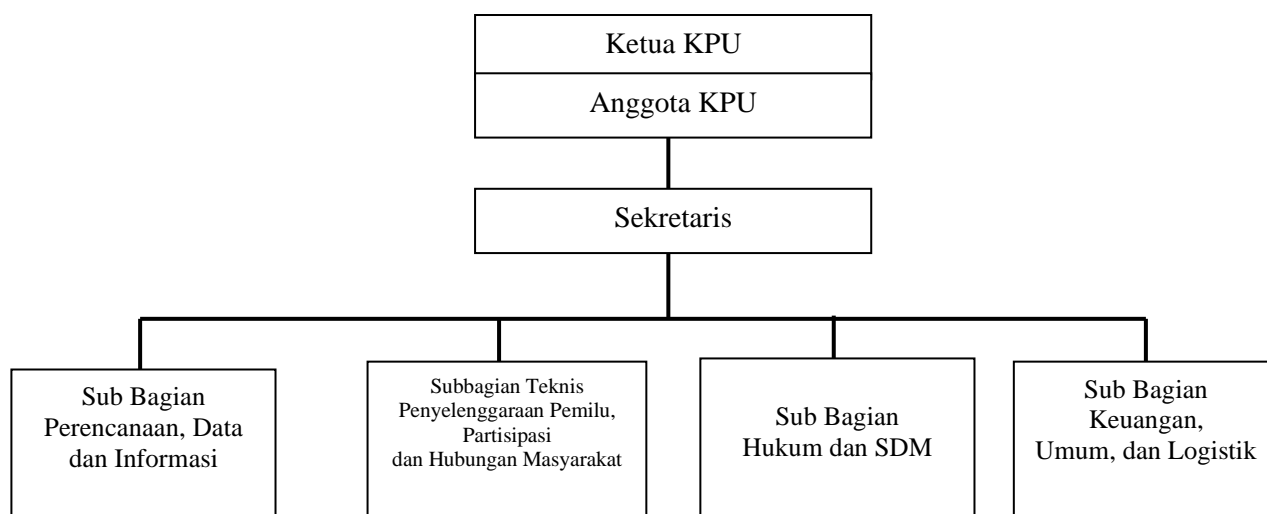 Ketua KPU
Anggota KPU
Sekretaris
Sub Bagian
Perencanaan, Data
dan Informasi
Subbagian Teknis
Penyelenggaraan Pemilu,
Partisipasi
dan Hubungan Masyarakat
Sub Bagian
Hukum dan SDM
Sub Bagian
Keuangan,
Umum, dan Logistik